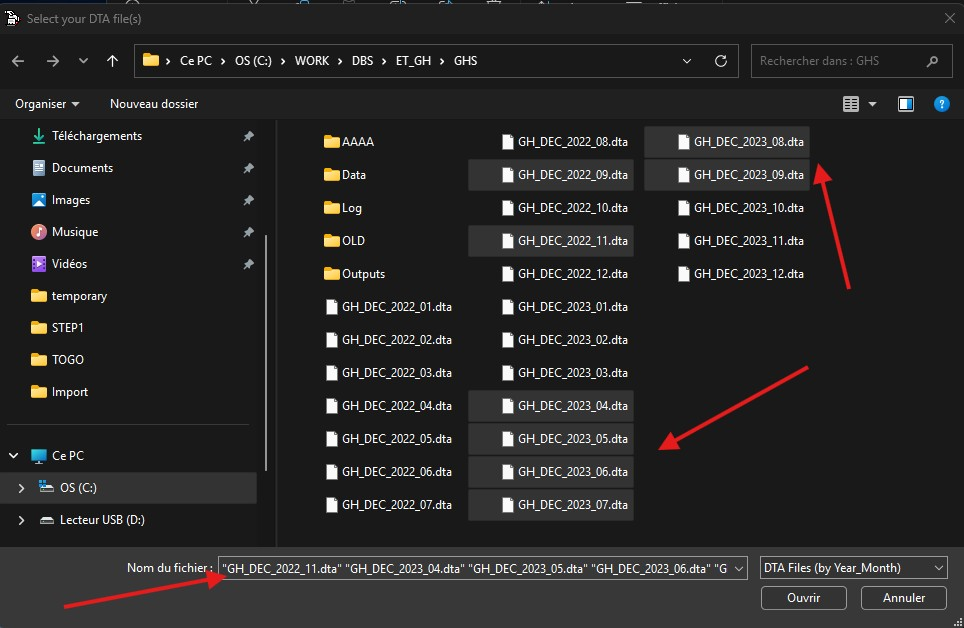 Select your DTA file(s)
Ce PC > OS (C:) > WORK > DBS > ET_GH > GHS
Rechercher dans : GHS
Organiser
Nouveau dossier
Téléchargements
Documents
Images
Musique
Vidéos
temporary
STEP1
TOGO
Import
Ce PC
OS (C:)
Lecteur USB (D:)
AAAA
Data
Log
OLD
Outputs
GH_DEC_2022_01.dta
GH_DEC_2022_02.dta
GH_DEC_2022_03.dta
GH_DEC_2022_04.dta
GH_DEC_2022_05.dta
GH_DEC_2022_06.dta
GH_DEC_2022_07.dta
GH_DEC_2022_08.dta
GH_DEC_2022_09.dta
GH_DEC_2022_10.dta
GH_DEC_2022_11.dta
GH_DEC_2022_12.dta
GH_DEC_2023_01.dta
GH_DEC_2023_02.dta
GH_DEC_2023_03.dta
GH_DEC_2023_04.dta
GH_DEC_2023_05.dta
GH_DEC_2023_06.dta
GH_DEC_2023_07.dta
GH_DEC_2023_08.dta
GH_DEC_2023_09.dta
GH_DEC_2023_10.dta
GH_DEC_2023_11.dta
GH_DEC_2023_12.dta
Nom du fichier : "GH_DEC_2022_11.dta" "GH_DEC_2023_04.dta" "GH_DEC_2023_05.dta" "GH_DEC_2023_06.dta" "G
DTA Files (by Year_Month)
Ouvrir
Annuler